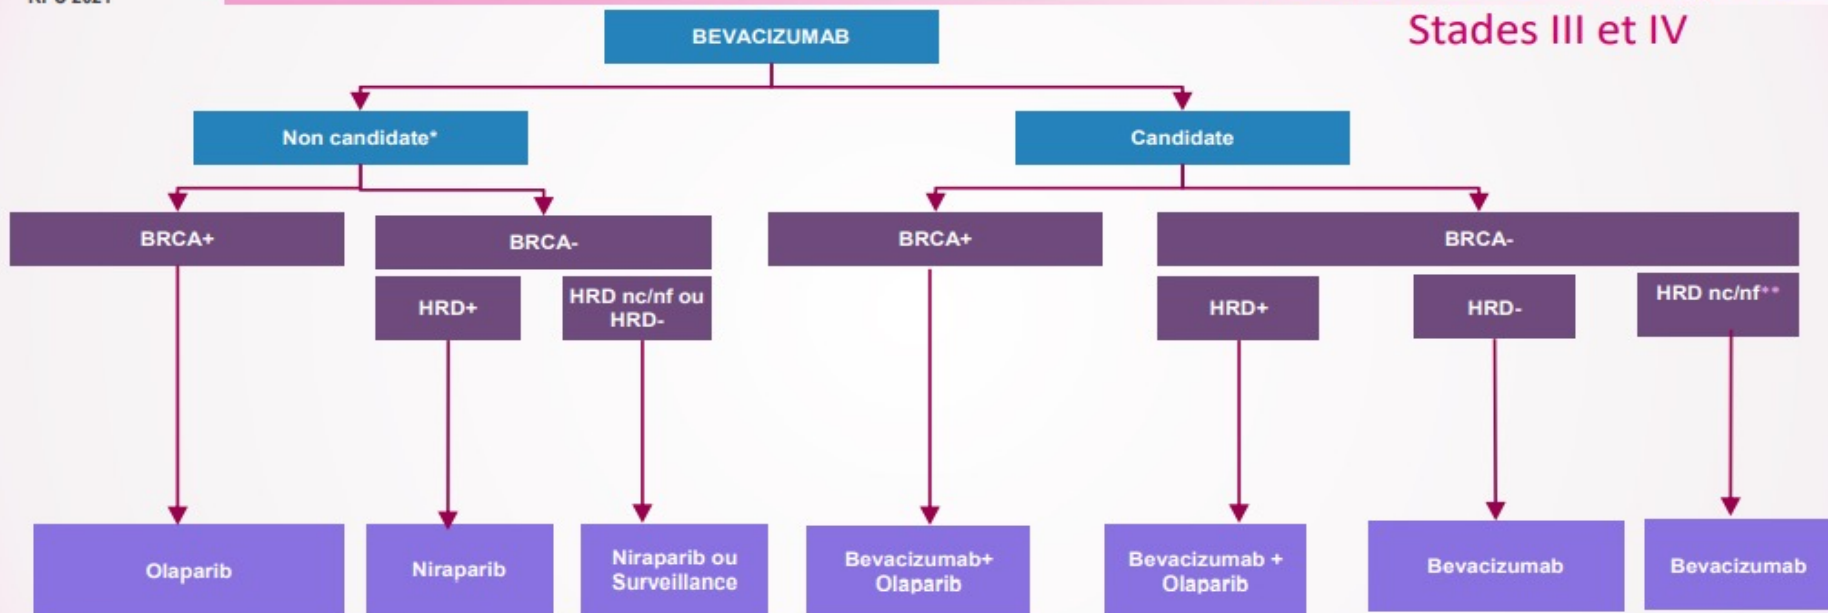 Stades III et IV
BEVACIZUMAB
Non candidate*
Candidate
BRCA+
BRCA-
BRCA+
BRCA-
HRD+
HRD nc/nf ou
HRD-
HRD+
HRD-
HRD nc/nf**
Olaparib
Niraparib
Niraparib ou
Surveillance
Bevacizumab+
Olaparib
Bevacizumab +
Olaparib
Bevacizumab
Bevacizumab